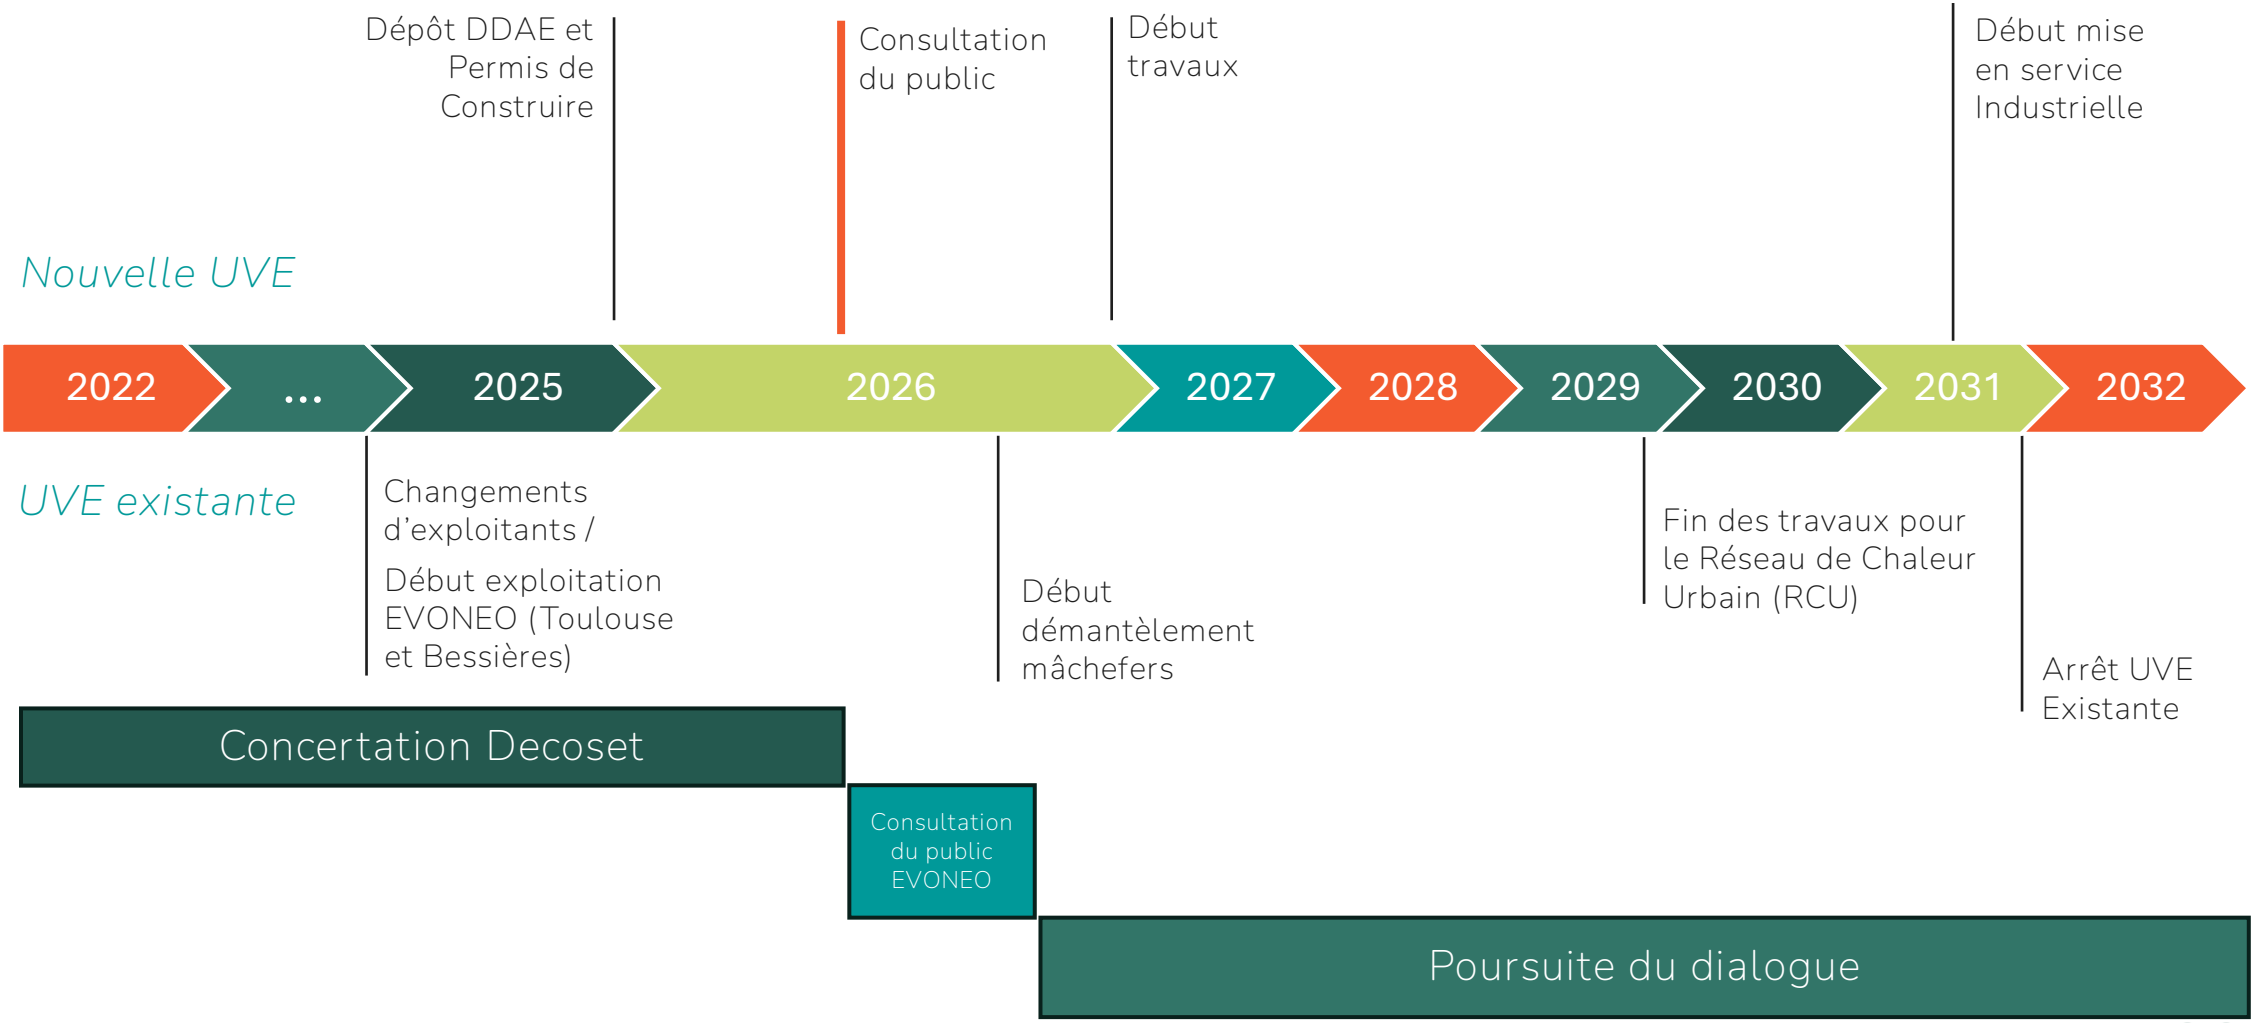 Dépôt DDAE et
Permis de
Construire
Consultation
du public
Début
travaux
Début mise
en service
Industrielle
Nouvelle UVE
2022
...
2025
2026
2027
2028
2029
2030
2031
2032
UVE existante
Changements
d’exploitants /
Début exploitation
EVONEO (Toulouse
et Bessières)
Début
démantèlement
mâchefers
Fin des travaux pour
le Réseau de Chaleur
Urbain (RCU)
Arrêt UVE
Existante
Concertation Decoset
Consultation
du public
EVONEO
Poursuite du dialogue